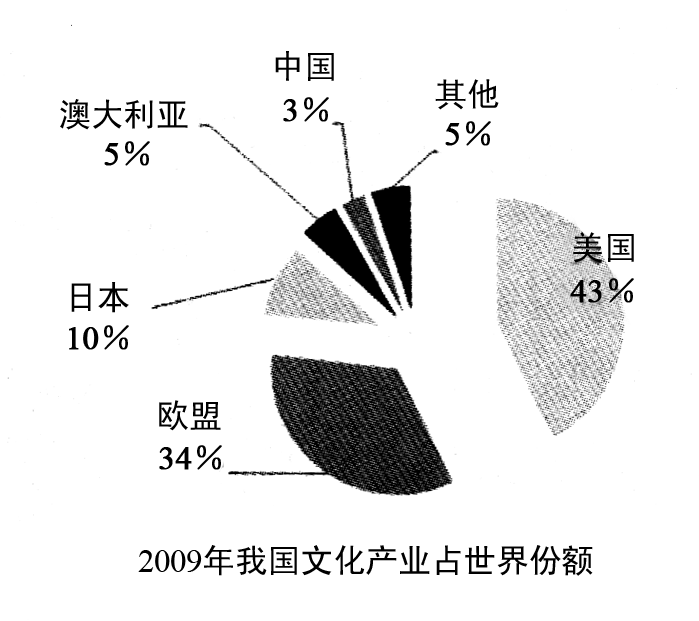 中国
3%
其他
5%
澳大利亚
5%
美国
43%
日本
10%
欧盟
34%
2009年我国文化产业占世界份额